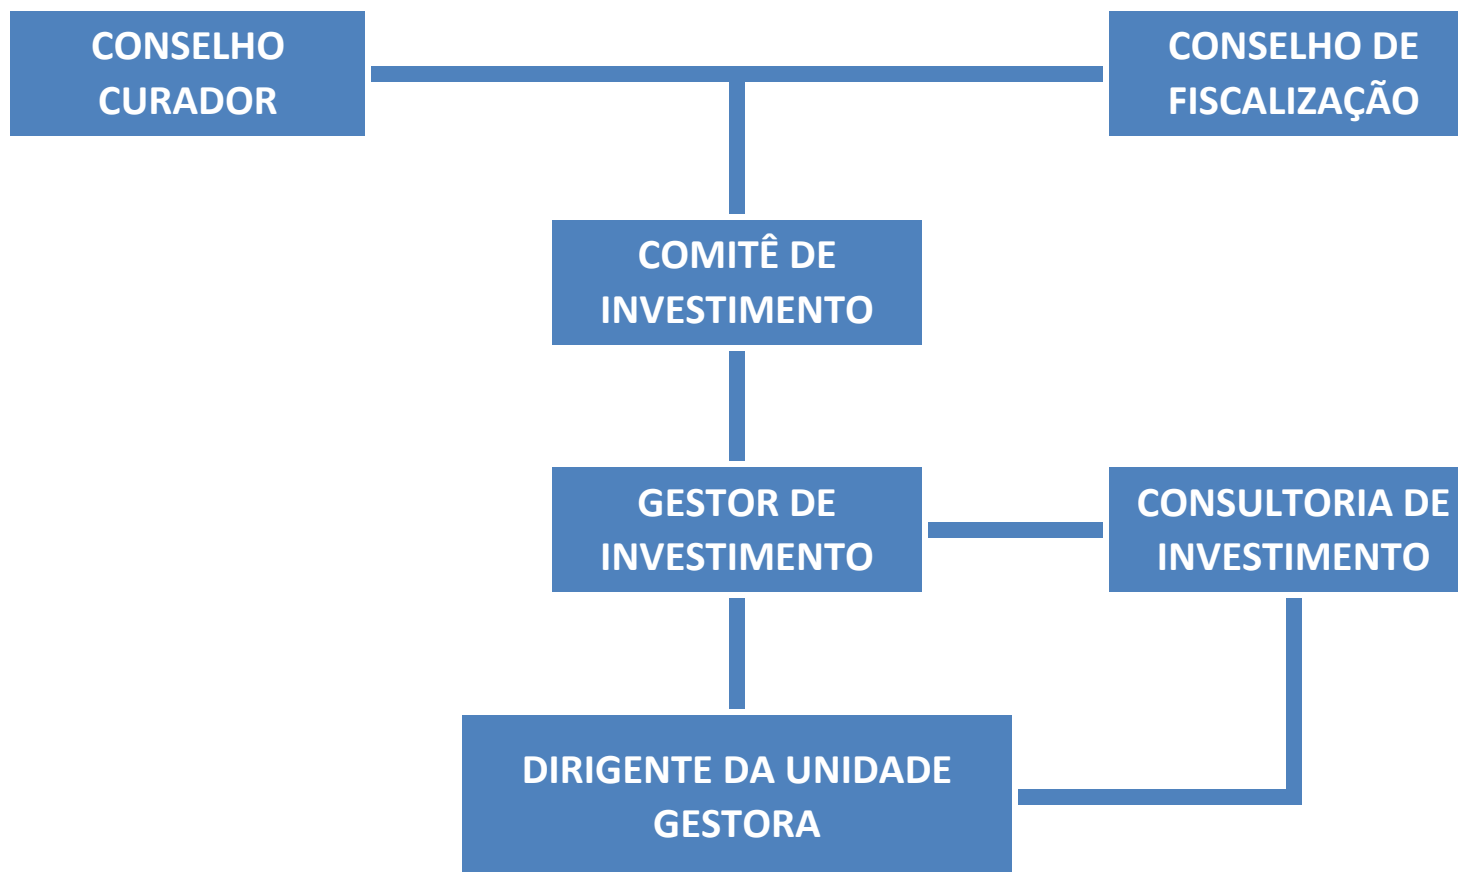 CONSELHO
CURADOR
CONSELHO DE
FISCALIZAÇÃO
COMITÊ DE
INVESTIMENTO
GESTOR DE
INVESTIMENTO
CONSULTORIA DE
INVESTIMENTO
DIRIGENTE DA UNIDADE
GESTORA